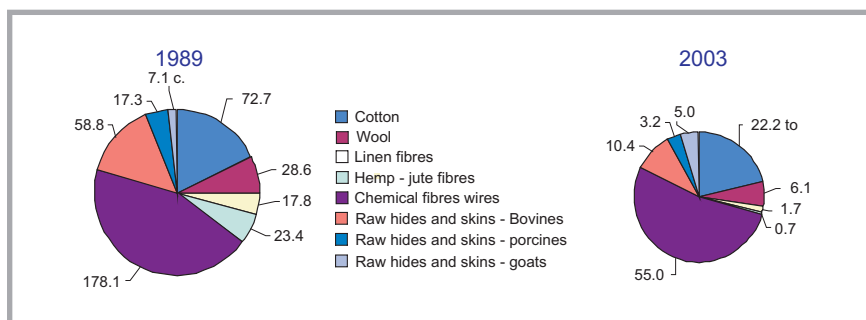 1989
7.1 c.
17.3
72.7
58.8
28.6
17.8
23.4
178.1
Cotton
Wool
Linen fibres
Hemp - jute fibres
Chemical fibres wires
Raw hides and skins - Bovines
Raw hides and skins - porcines
Raw hides and skins - goats
2003
5.0
3.2
22.2 to
10.4
6.1
1.7
0.7
55.0